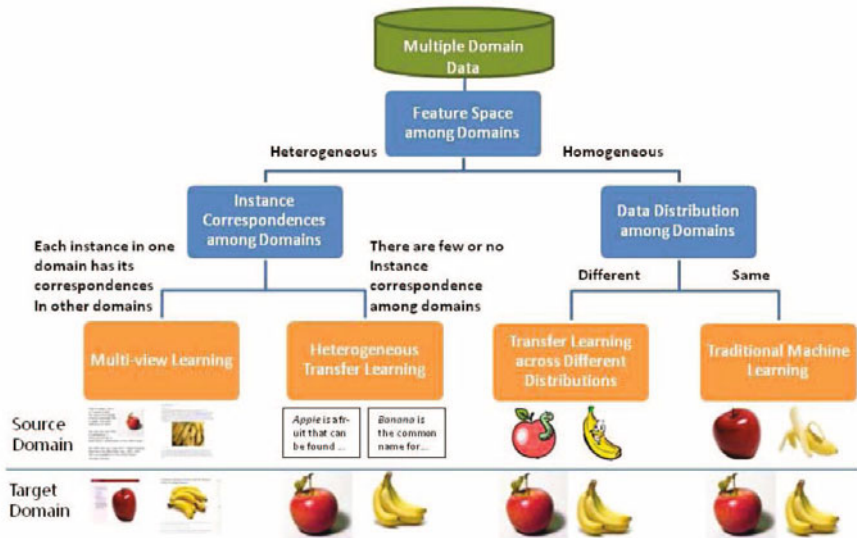 Multiple Domain
Data
Feature Space
among Domains
Heterogeneous
Homogeneous
Instance
Correspondences
among Domains
Data Distribution
among Domains
Each instance in one
domain has its
correspondences
In other domains
There are few or no
Instance
correspondence
among domains
Different
Same
Multi-view Learning
Heterogeneous
Transfer Learning
Transfer Learning
across Different
Distributions
Traditional Machine
Learning
Source
Domain
Apple is a fr-
uit that can
be found ...
Banana is
the common
name for...
Target
Domain